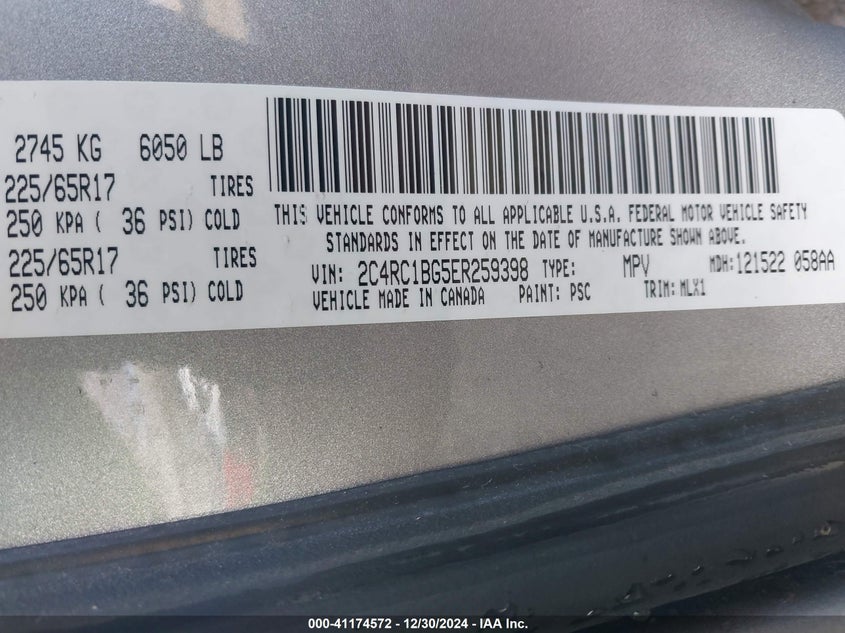 2745 KG 6050 LB
225/65R17 TIRES
250 KPA ( 36 PSI) COLD
225/65R17 TIRES
250 KPA ( 36 PSI) COLD
THIS VEHICLE CONFORMS TO ALL APPLICABLE U.S.A. FEDERAL MOTOR VEHICLE SAFETY
STANDARDS IN EFFECT ON THE DATE OF MANUFACTURE SHOWN ABOVE.
VIN: 2C4RC1BG5ER259398 TYPE: MPV MDH: 121522 058AA
VEHICLE MADE IN CANADA PAINT: PSC TRIM: MLX1
000-41174572 / 12/30/2024 - IAA Inc.